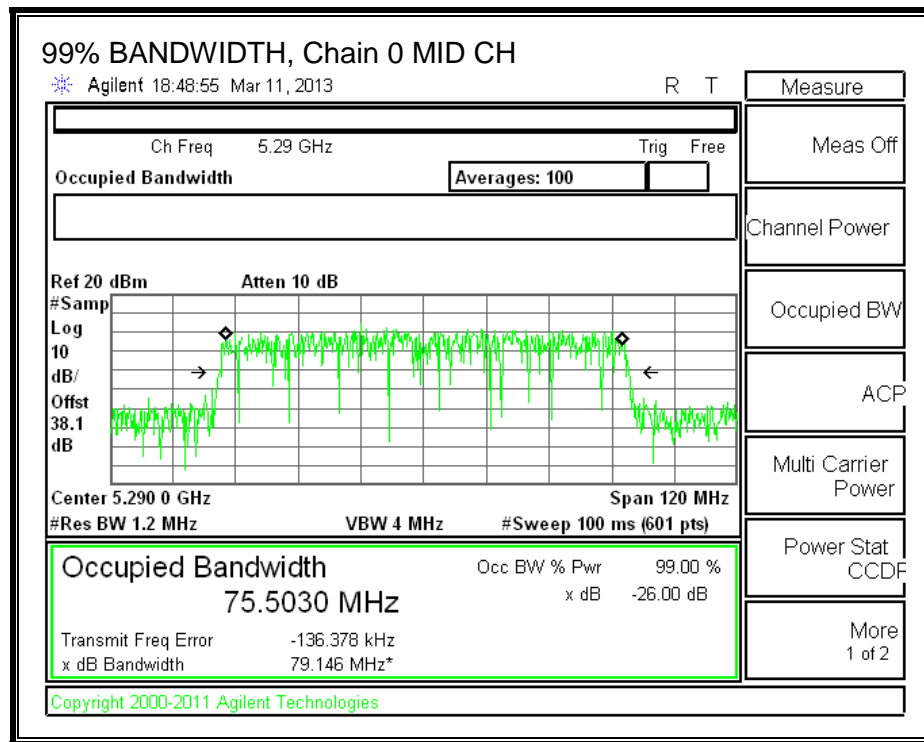 99% BANDWIDTH, Chain 0 MID CH
Agilent 18:48:55 Mar 11, 2013 R T
Measure
Ch Freq 5.29 GHz Trig Free
Occupied Bandwidth Averages: 100
Meas Off
Channel Power
Occupied BW
ACP
Multi Carrier
Power
Power Stat
CCDF
More
1 of 2
Ref 20 dBm Atten 10 dB
#Samp
Log
10
dB/
Offst
38.1
dB
Center 5.290 0 GHz Span 120 MHz
#Res BW 1.2 MHz VBW 4 MHz #Sweep 100 ms (601 pts)
Occupied Bandwidth Occ BW % Pwr 99.00 %
75.5030 MHz x dB -26.00 dB
Transmit Freq Error -136.378 kHz
x dB Bandwidth 79.146 MHz*
Copyright 2000-2011 Agilent Technologies